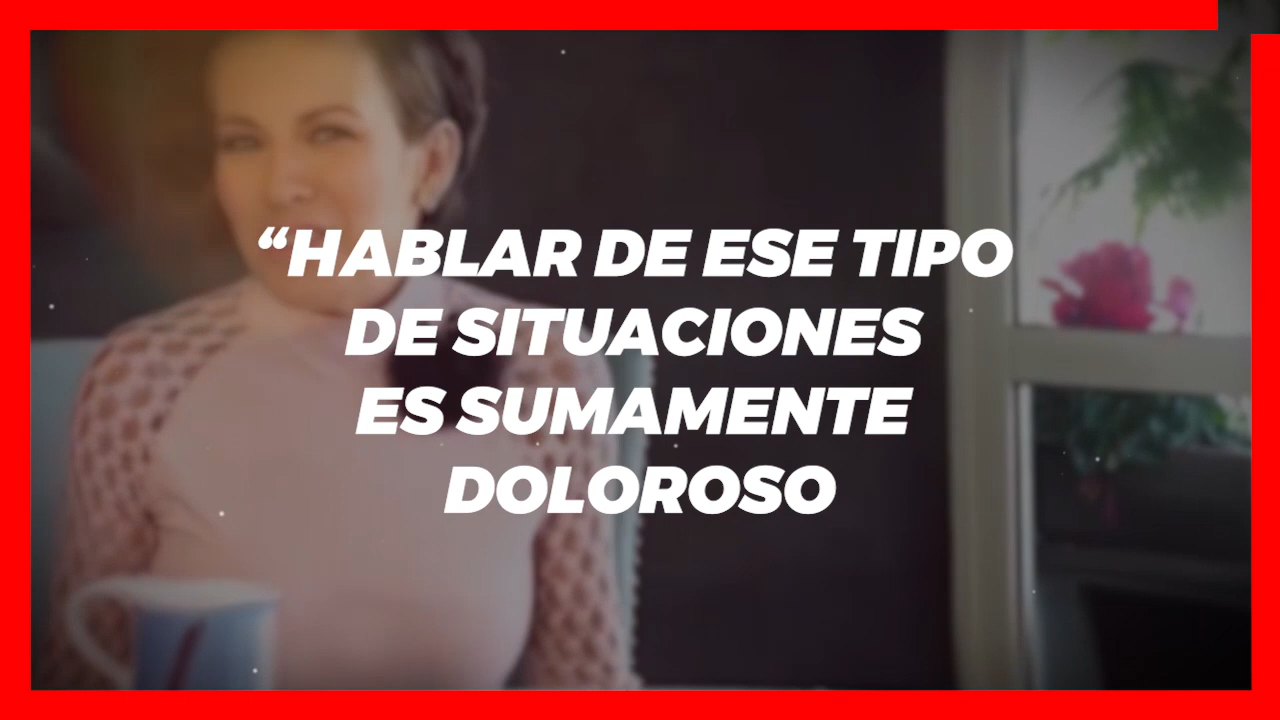 “HABLAR DE ESE TIPO
DE SITUACIONES
ES SUMAMENTE
DOLOROSO